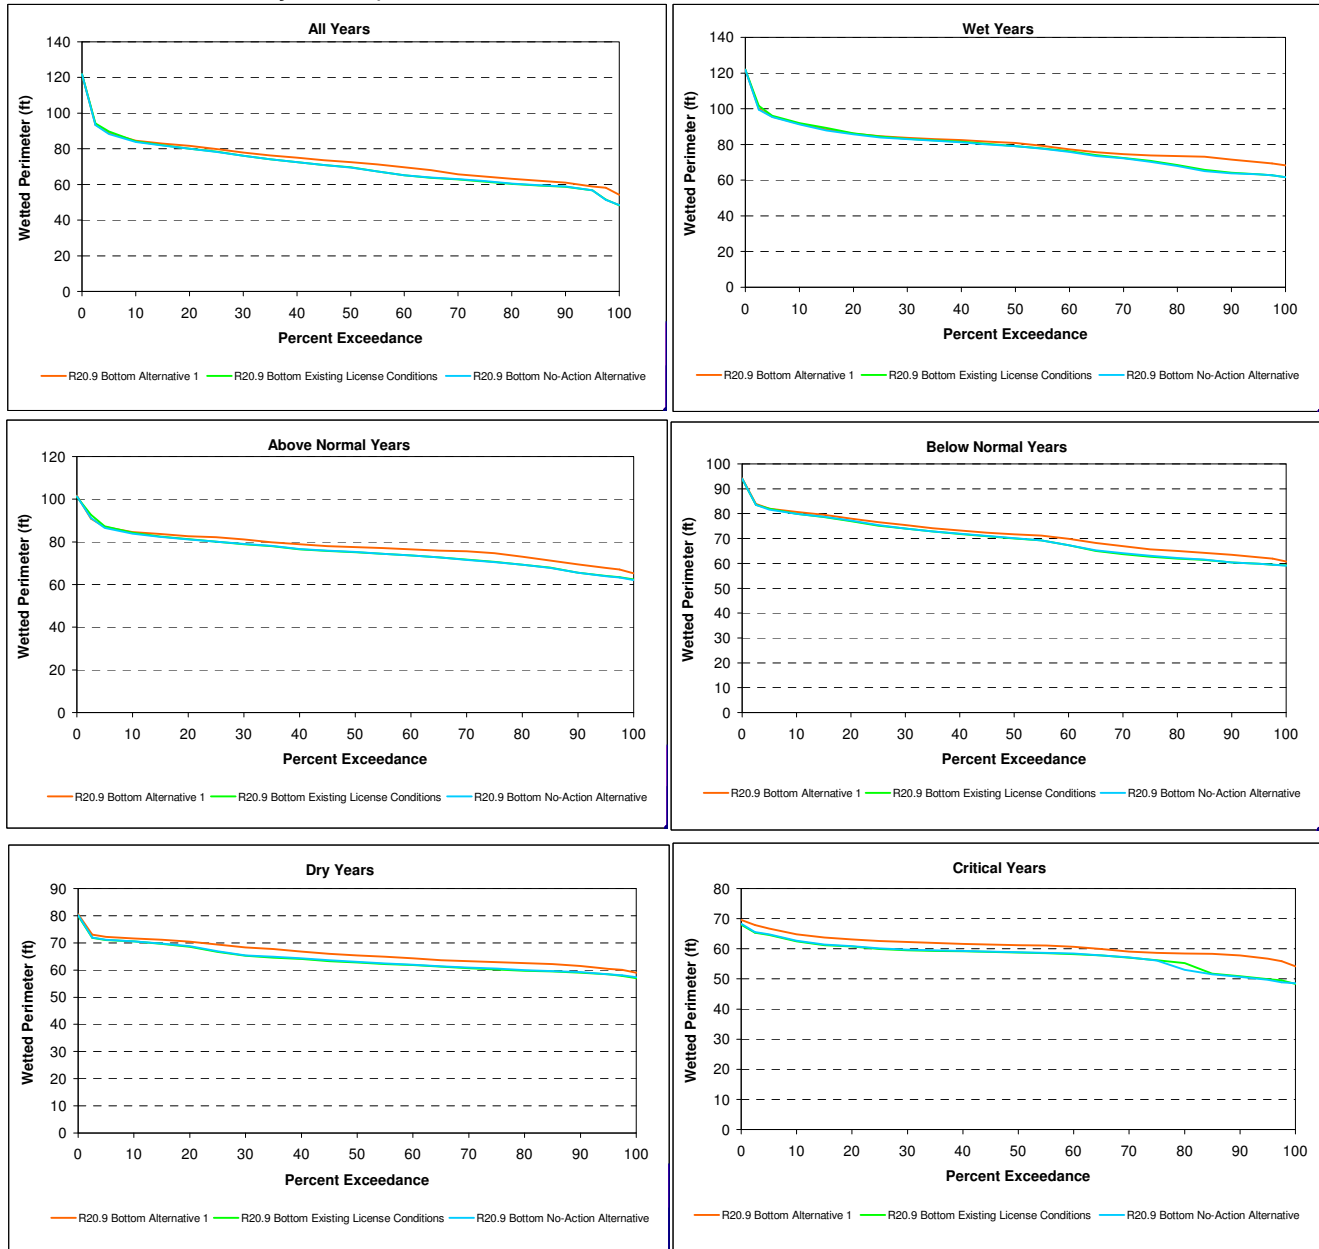 All Years
140
120
100
80
60
40
20
0
0 10 20 30 40 50 60 70 80 90 100
Wetted Perimeter (ft)
Percent Exceedance
R20.9 Bottom Alternative 1 R20.9 Bottom Existing License Conditions R20.9 Bottom No-Action Alternative
Wet Years
140
120
100
80
60
40
20
0
0 10 20 30 40 50 60 70 80 90 100
Wetted Perimeter (ft)
Percent Exceedance
R20.9 Bottom Alternative 1 R20.9 Bottom Existing License Conditions R20.9 Bottom No-Action Alternative
Above Normal Years
120
100
80
60
40
20
0
0 10 20 30 40 50 60 70 80 90 100
Wetted Perimeter (ft)
Percent Exceedance
R20.9 Bottom Alternative 1 R20.9 Bottom Existing License Conditions R20.9 Bottom No-Action Alternative
Below Normal Years
100
90
80
70
60
50
40
30
20
10
0
0 10 20 30 40 50 60 70 80 90 100
Wetted Perimeter (ft)
Percent Exceedance
R20.9 Bottom Alternative 1 R20.9 Bottom Existing License Conditions R20.9 Bottom No-Action Alternative
Dry Years
90
80
70
60
50
40
30
20
10
0
0 10 20 30 40 50 60 70 80 90 100
Wetted Perimeter (ft)
Percent Exceedance
R20.9 Bottom Alternative 1 R20.9 Bottom Existing License Conditions R20.9 Bottom No-Action Alternative
Critical Years
80
70
60
50
40
30
20
10
0
0 10 20 30 40 50 60 70 80 90 100
Wetted Perimeter (ft)
Percent Exceedance
R20.9 Bottom Alternative 1 R20.9 Bottom Existing License Conditions R20.9 Bottom No-Action Alternative